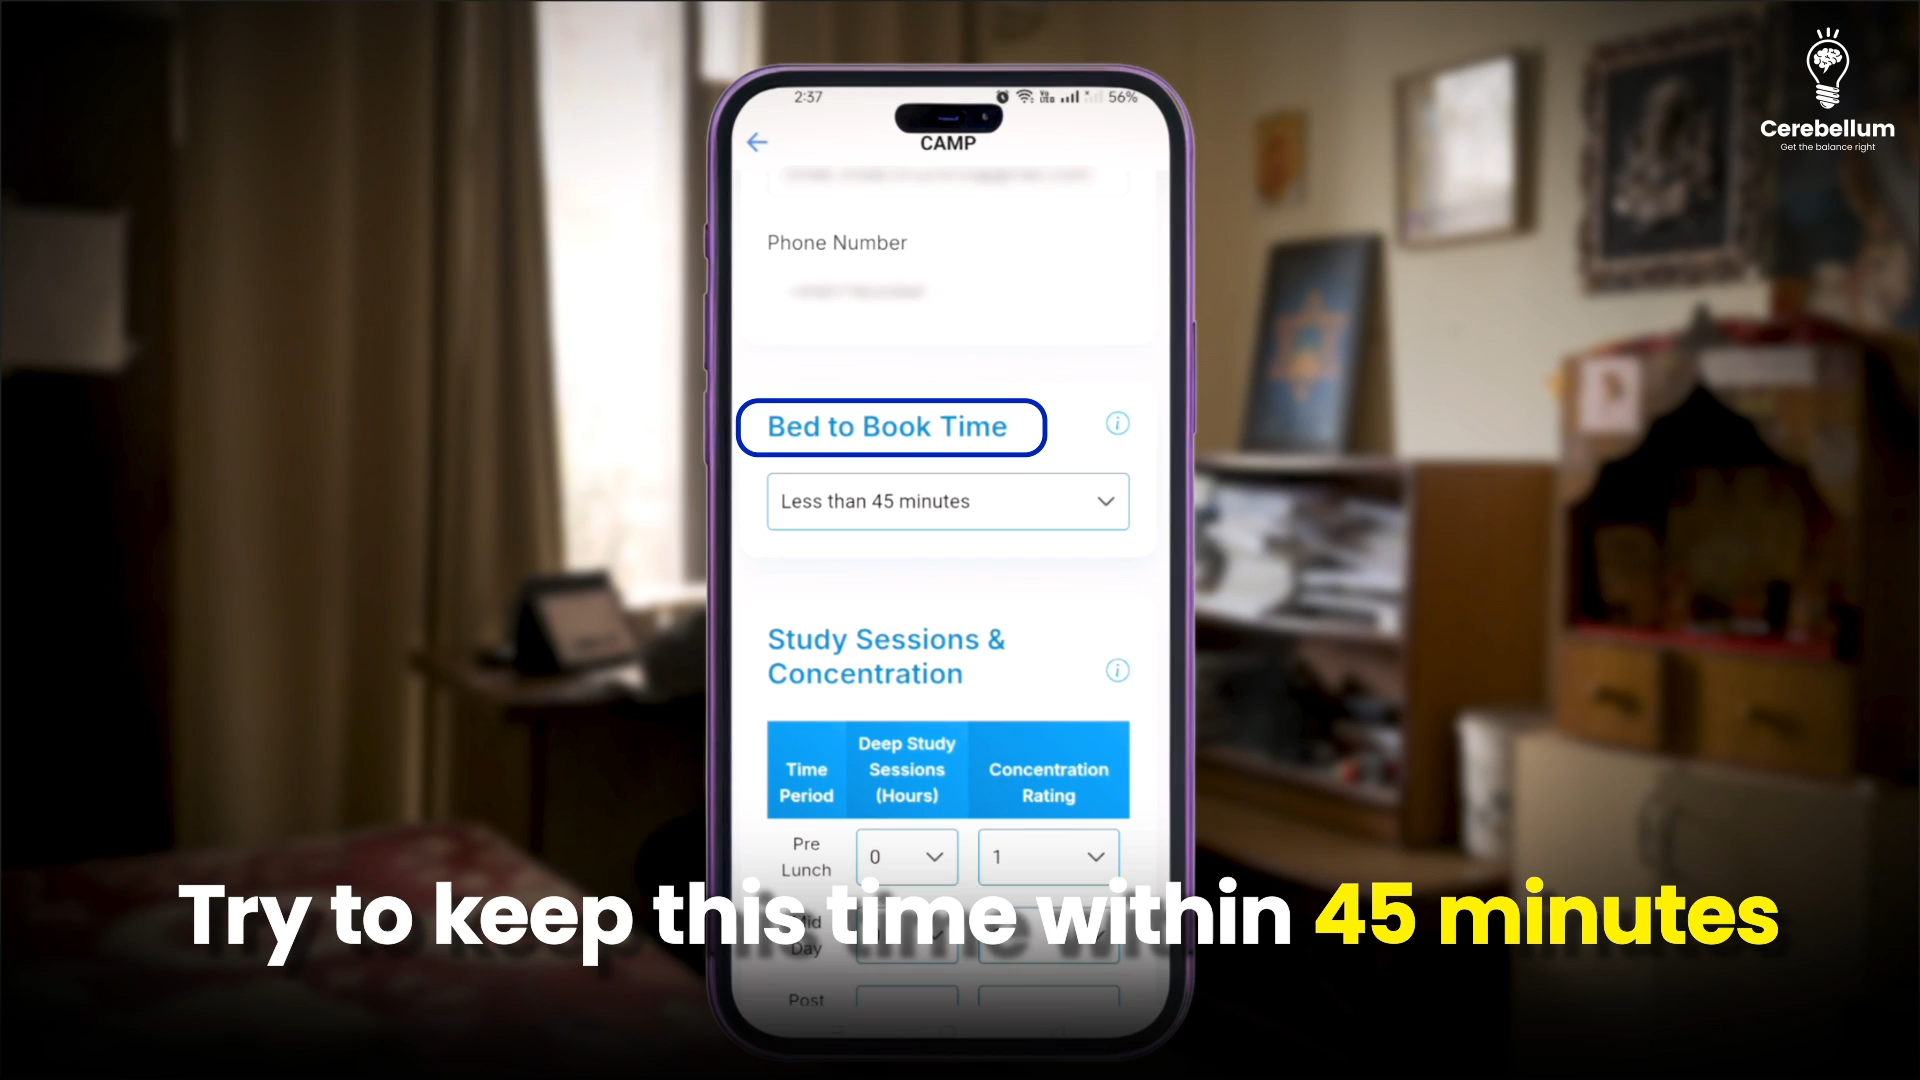 2:37
56%
CAMP
Phone Number
Bed to Book Time
Less than 45 minutes
Study Sessions &
Concentration
Time
Period
Deep Study
Sessions
(Hours)
Concentration
Rating
Pre
Lunch
0
1
Day
Post
Try to keep this time within 45 minutes
Cerebellum
Get the balance right